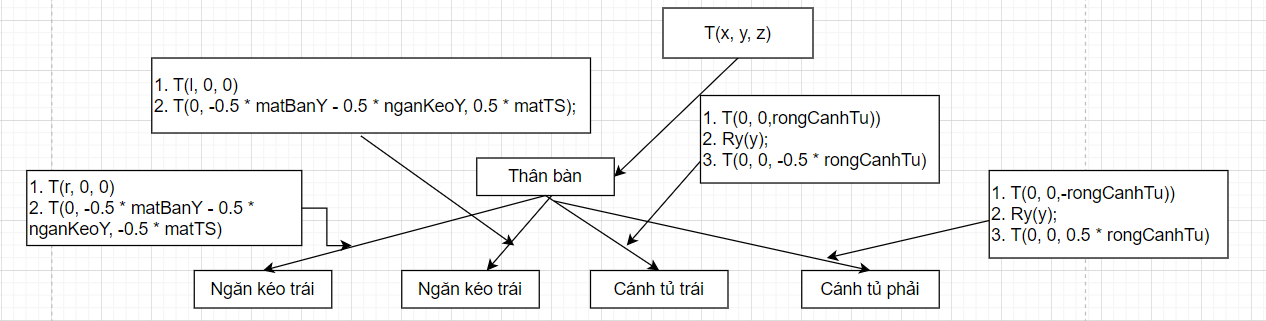 T(x, y, z)
1. T(l, 0, 0)
2. T(0, -0.5 * matBanY - 0.5 * nganKeoY, 0.5 * matTS);
1. T(0, 0,rongCanhTu))
2. Ry(y);
3. T(0, 0, -0.5 * rongCanhTu)
Thân bàn
1. T(r, 0, 0)
2. T(0, -0.5 * matBanY - 0.5 *
nganKeoY, -0.5 * matTS)
1. T(0, 0,-rongCanhTu))
2. Ry(y);
3. T(0, 0, 0.5 * rongCanhTu)
Ngăn kéo trái
Ngăn kéo trái
Cánh tủ trái
Cánh tủ phải